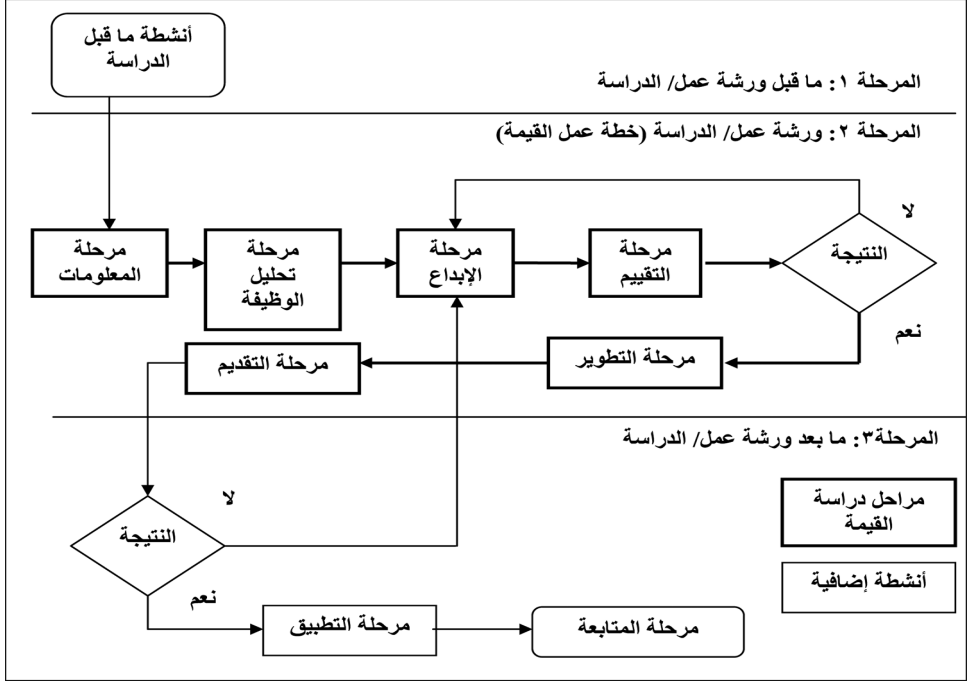 أنشطة ما قبل
الدراسة
المرحلة ١: ما قبل ورشة عمل/ الدراسة
المرحلة ٢: ورشة عمل/ الدراسة (خطة عمل القيمة)
مرحلة
المعلومات
مرحلة
تحليل
الوظيفة
مرحلة
الإبداع
مرحلة
التقييم
النتيجة
لا
نعم
مرحلة التطوير
مرحلة التقديم
المرحلة٣: ما بعد ورشة عمل/ الدراسة
النتيجة
لا
نعم
مرحلة التطبيق
مرحلة المتابعة
مراحل دراسة
القيمة
أنشطة إضافية